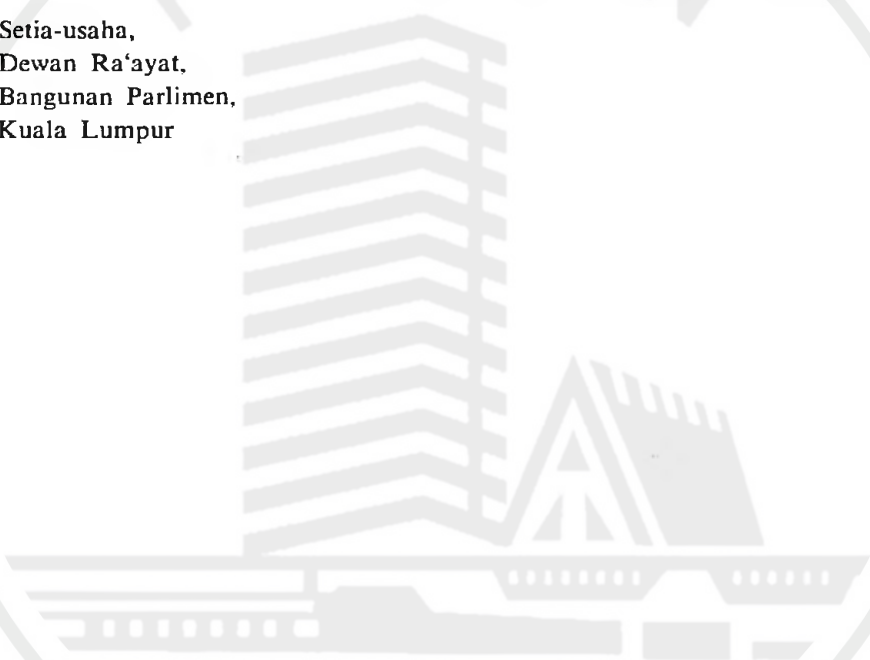 Setia-usaha,
Dewan Ra‘ayat,
Bangunan Parlimen,
Kuala Lumpur